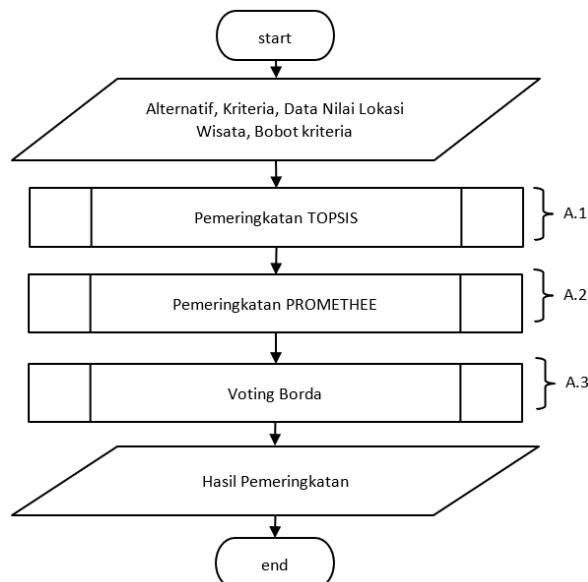 start
Alternatif, Kriteria, Data Nilai Lokasi
Wisata, Bobot kriteria
Pemeringkatan TOPSIS
A.1
Pemeringkatan PROMETHEE
A.2
Voting Borda
A.3
Hasil Pemeringkatan
end